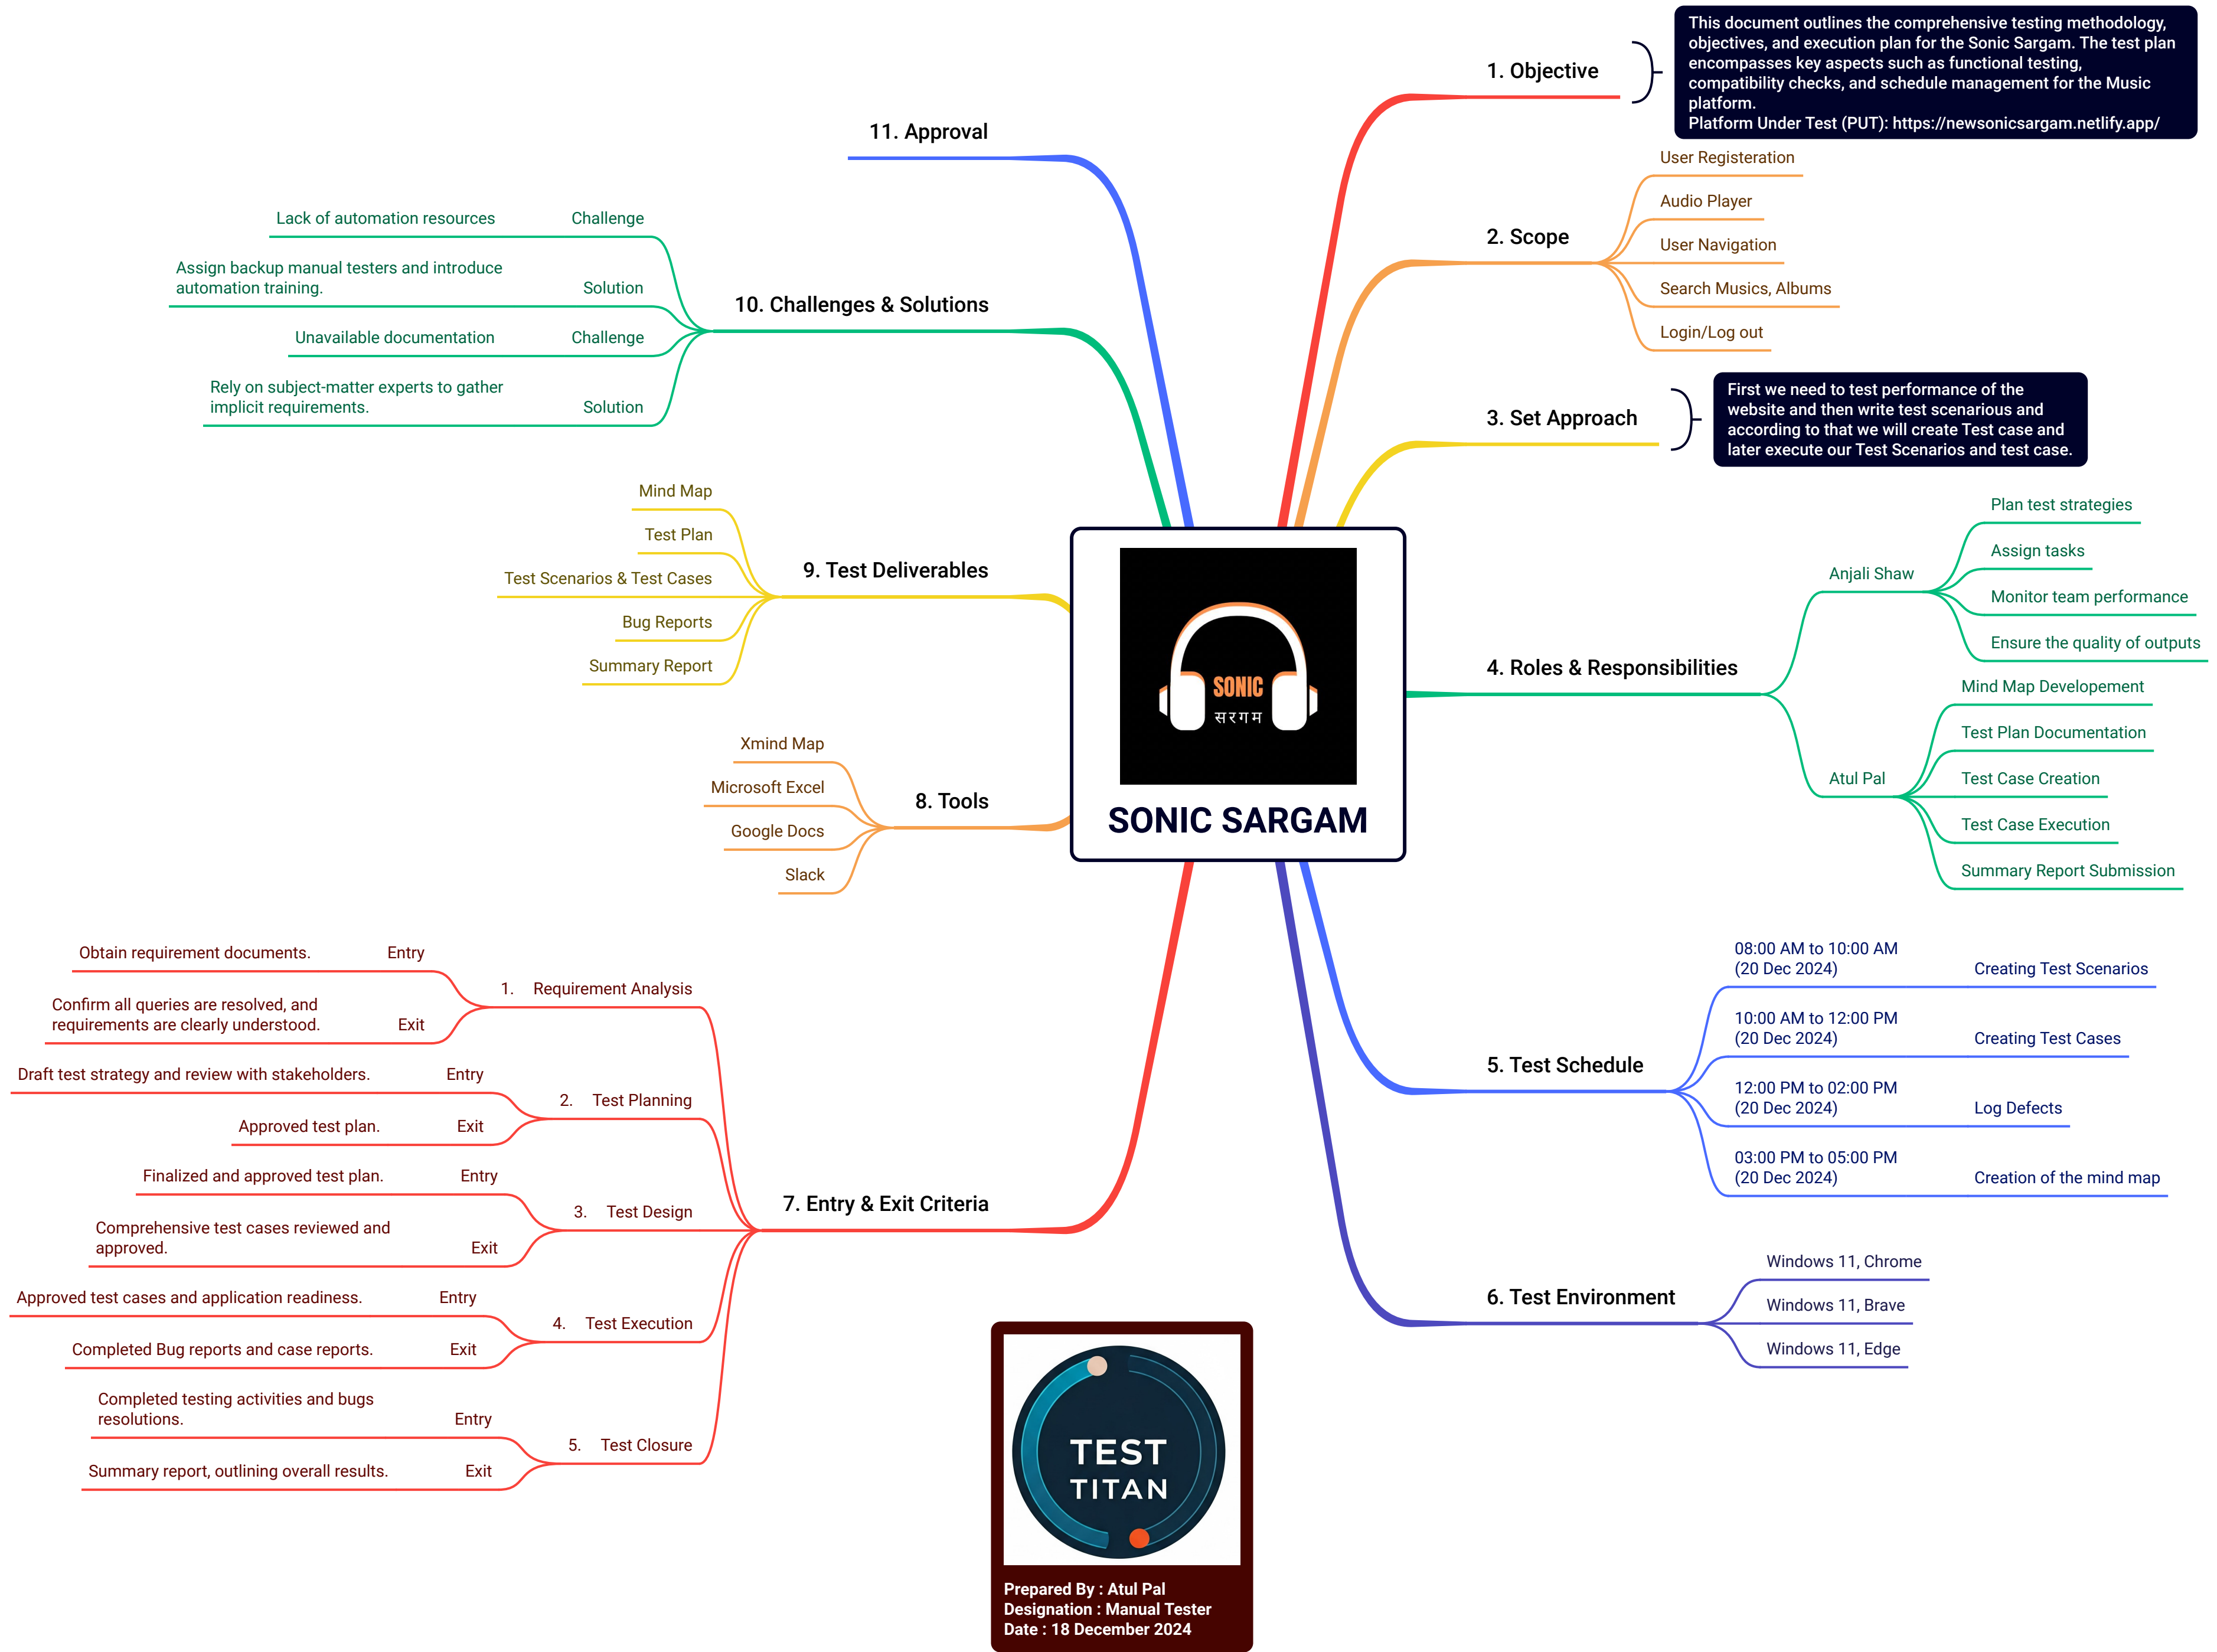 SONIC
सरगम
SONIC SARGAM
1. Objective
This document outlines the comprehensive testing methodology,
objectives, and execution plan for the Sonic Sargam. The test plan
encompasses key aspects such as functional testing,
compatibility checks, and schedule management for the Music
platform.
Platform Under Test (PUT): https://newsonicsargam.netlify.app/
2. Scope
User Registeration
Audio Player
User Navigation
Search Musics, Albums
Login/Log out
3. Set Approach
First we need to test performance of the
website and then write test scenarious and
according to that we will create Test case and
later execute our Test Scenarios and test case.
4. Roles & Responsibilities
Anjali Shaw
Plan test strategies
Assign tasks
Monitor team performance
Ensure the quality of outputs
Atul Pal
Mind Map Developement
Test Plan Documentation
Test Case Creation
Test Case Execution
Summary Report Submission
5. Test Schedule
08:00 AM to 10:00 AM
(20 Dec 2024)
Creating Test Scenarios
10:00 AM to 12:00 PM
(20 Dec 2024)
Creating Test Cases
12:00 PM to 02:00 PM
(20 Dec 2024)
Log Defects
03:00 PM to 05:00 PM
(20 Dec 2024)
Creation of the mind map
6. Test Environment
Windows 11, Chrome
Windows 11, Brave
Windows 11, Edge
7. Entry & Exit Criteria
1. Requirement Analysis
Entry
Obtain requirement documents.
Exit
Confirm all queries are resolved, and
requirements are clearly understood.
2. Test Planning
Entry
Draft test strategy and review with stakeholders.
Exit
Approved test plan.
3. Test Design
Entry
Finalized and approved test plan.
Exit
Comprehensive test cases reviewed and
approved.
4. Test Execution
Entry
Approved test cases and application readiness.
Exit
Completed Bug reports and case reports.
5. Test Closure
Entry
Completed testing activities and bugs
resolutions.
Exit
Summary report, outlining overall results.
8. Tools
Xmind Map
Microsoft Excel
Google Docs
Slack
9. Test Deliverables
Mind Map
Test Plan
Test Scenarios & Test Cases
Bug Reports
Summary Report
10. Challenges & Solutions
Challenge
Lack of automation resources
Solution
Assign backup manual testers and introduce
automation training.
Challenge
Unavailable documentation
Solution
Rely on subject-matter experts to gather
implicit requirements.
11. Approval
TEST
TITAN
Prepared By : Atul Pal
Designation : Manual Tester
Date : 18 December 2024